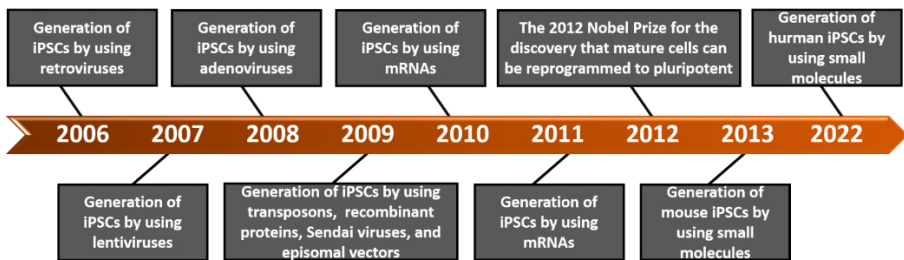 Generation of
iPSCs by using
retroviruses
Generation of
iPSCs by using
adenoviruses
Generation of
iPSCs by using
mRNAs
The 2012 Nobel Prize for the
discovery that mature cells can
be reprogrammed to pluripotent
Generation of
hurman iPSCs by
using small
molecules
2006 2007 2008 2009 2010 2011 2012 2013 2022
Generation of
iPSCs by using
lentiviruses
Generation of iPSCs by using
transposons, recombinant
proteins, Sendai viruses, and
episomal vectors
Generation of
iPSCs by using
mRNAs
Generation of
mouse iPSCs by
using small
molecules